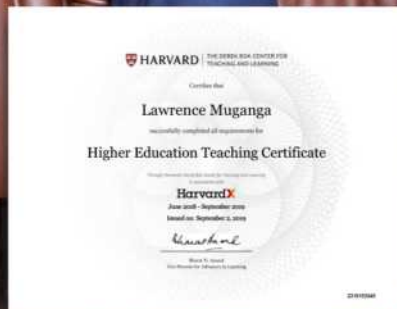 HARVARD
THE DEREK BOK CENTER FOR
TEACHING AND LEARNING
Certifies that
Lawrence Muganga
successfully completed all requirements for
Higher Education Teaching Certificate
HarvardX
June 2018 - September 2019
Issued on: September 2, 2019